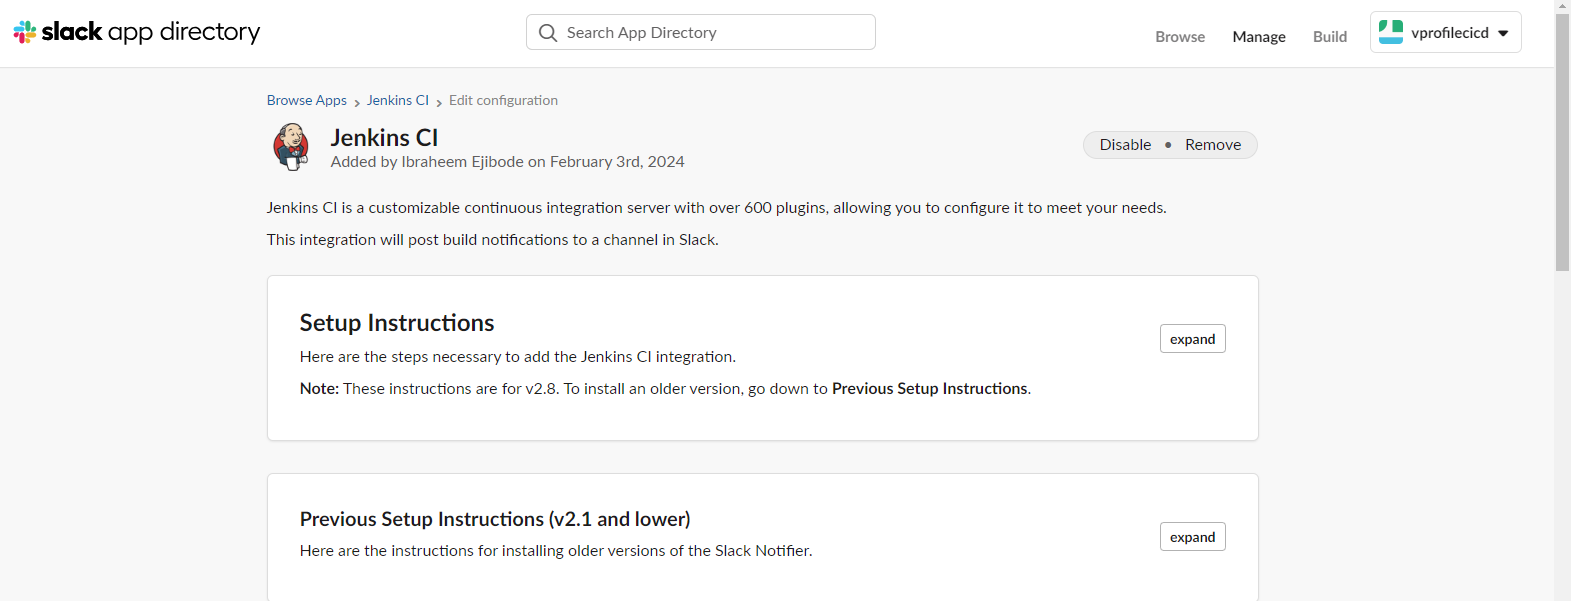 slack app directory
Search App Directory
Browse
Manage
Build
vprofilecicd
Browse Apps
Jenkins CI
Edit configuration
Jenkins CI
Added by Ibraheem Ejibode on February 3rd, 2024
Disable • Remove
Jenkins CI is a customizable continuous integration server with over 600 plugins, allowing you to configure it to meet your needs.
This integration will post build notifications to a channel in Slack.
Setup Instructions
expand
Here are the steps necessary to add the Jenkins CI integration.
Note: These instructions are for v2.8. To install an older version, go down to Previous Setup Instructions.
Previous Setup Instructions (v2.1 and lower)
expand
Here are the instructions for installing older versions of the Slack Notifier.